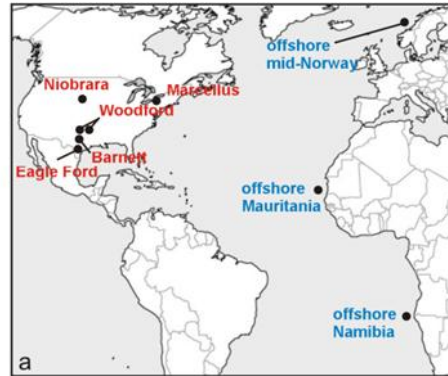 offshore
mid-Norway
Niobrara
Marcellus
Woodford
Barnett
Eagle Ford
offshore
Mauritania
offshore
Namibia
a